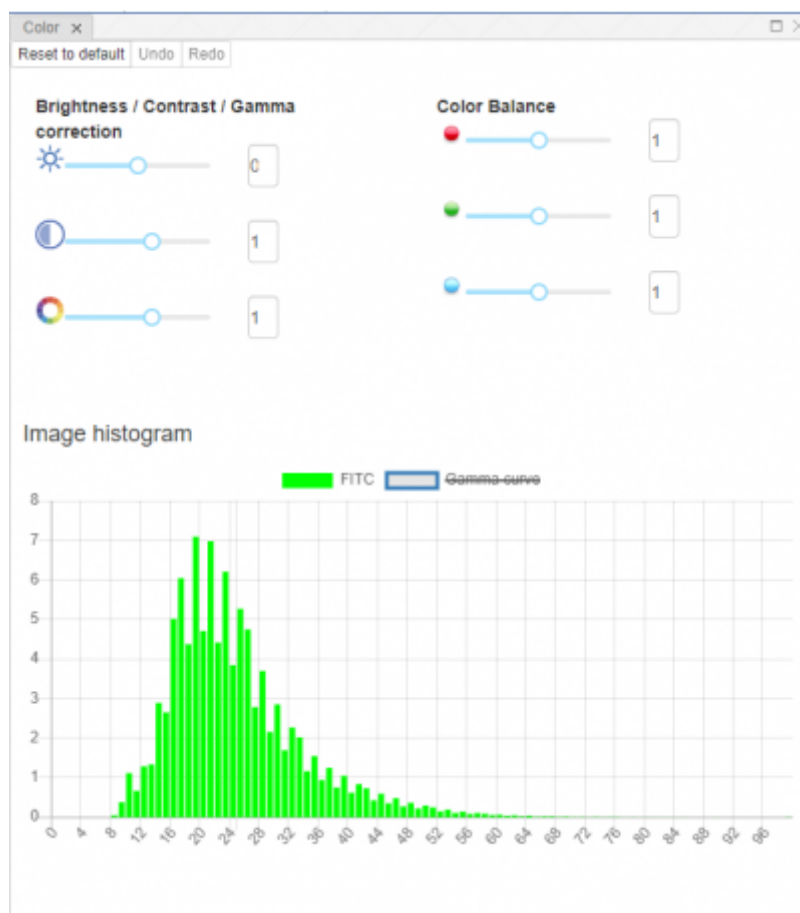 Color
Reset to default Undo Redo
Brightness / Contrast / Gamma
correction
0
1
1
Color Balance
1
1
1
Image histogram
FITC Gamma curve
8
7
6
5
4
3
2
1
0
0 4 8 12 16 20 24 28 32 36 40 44 48 52 56 60 64 68 72 76 80 84 88 92 96